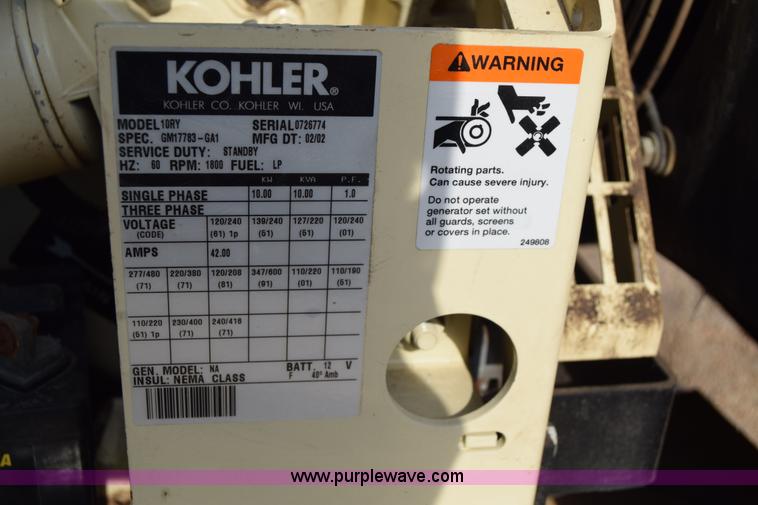 KOHLER®
KOHLER CO. KOHLER WI. USA
MODEL 10RY SERIAL 0726774
SPEC. GM17783-GA1 MFG DT: 02/02
SERVICE DUTY: STANDBY
HZ: 60 RPM: 1800 FUEL: LP
KW KVA P.F.
SINGLE PHASE 10.00 10.00 1.0
THREE PHASE
VOLTAGE 120/240 139/240 127/220 120/240
(CODE) (61) 1p (61) (61) (01)
AMPS 42.00
277/480 220/380 120/208 347/600 110/220 110/190
(71) (71) (81) (91) (01) (61)
110/220 230/400 240/416
(61) 1p (71) (71)
GEN. MODEL: NA BATT. 12 V
INSUL: NEMA CLASS F 40° Amb
WARNING
Rotating parts.
Can cause severe injury.
Do not operate
generator set without
all guards, screens
or covers in place.
249808
A
www.purplewave.com